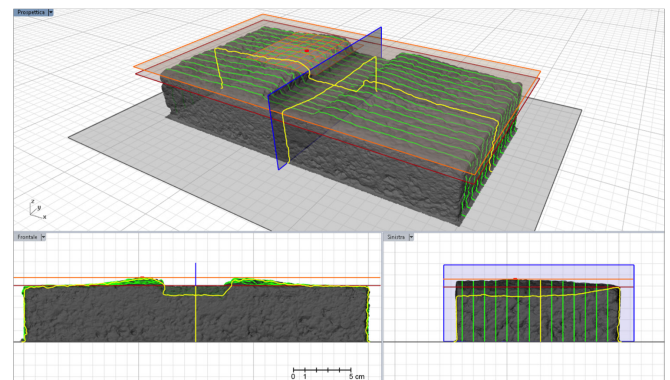 Prospettica
z
y
x
Frontale
Sinistra
0 1 5 cm